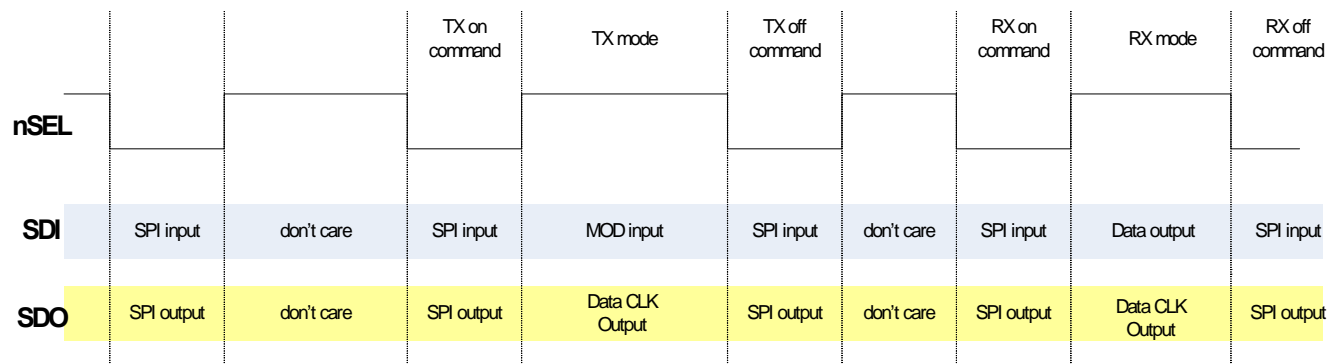 TX on
command
TX mode
TX off
command
RX on
command
RX mode
RX off
command
nSEL
SDI
SPI input
don't care
SPI input
MOD input
SPI input
don't care
SPI input
Data output
SPI input
SDO
SPI output
don't care
SPI output
Data CLK
Output
SPI output
don't care
SPI output
Data CLK
Output
SPI output